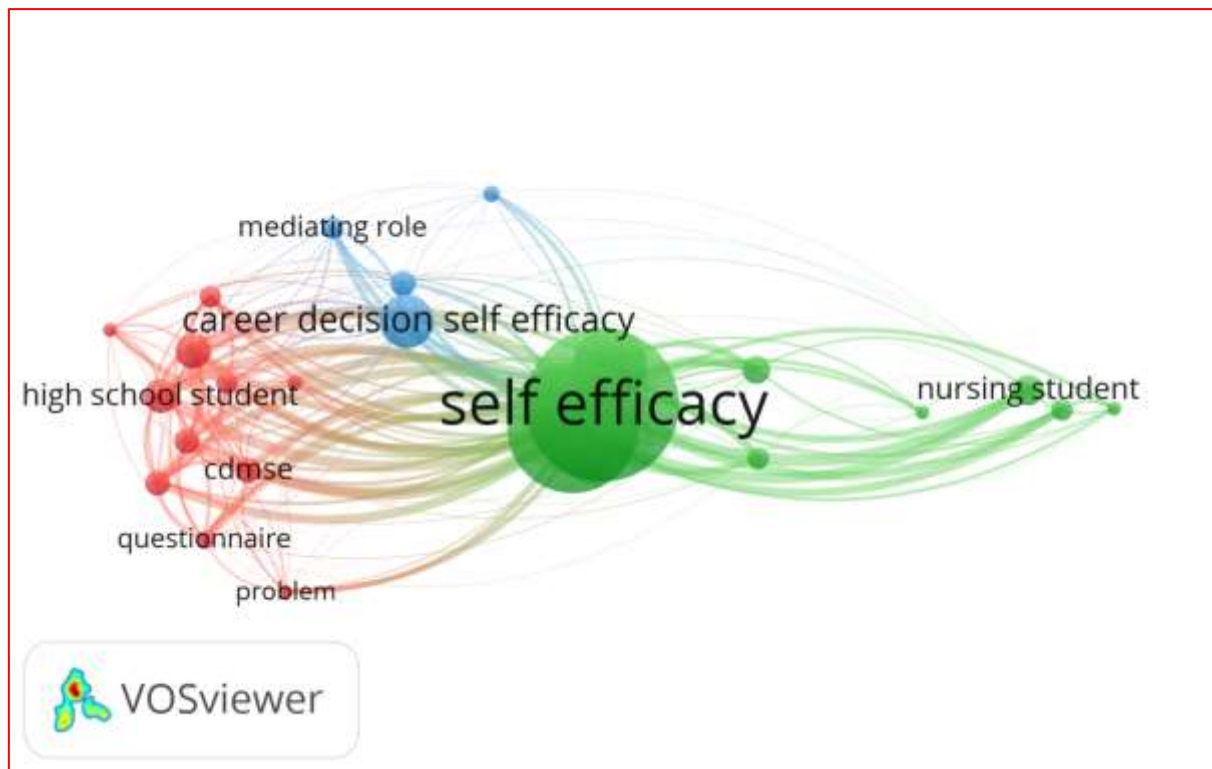 mediating role
career decision self efficacy
high school student
self efficacy
nursing student
cdmse
questionnaire
problem
VOSviewer